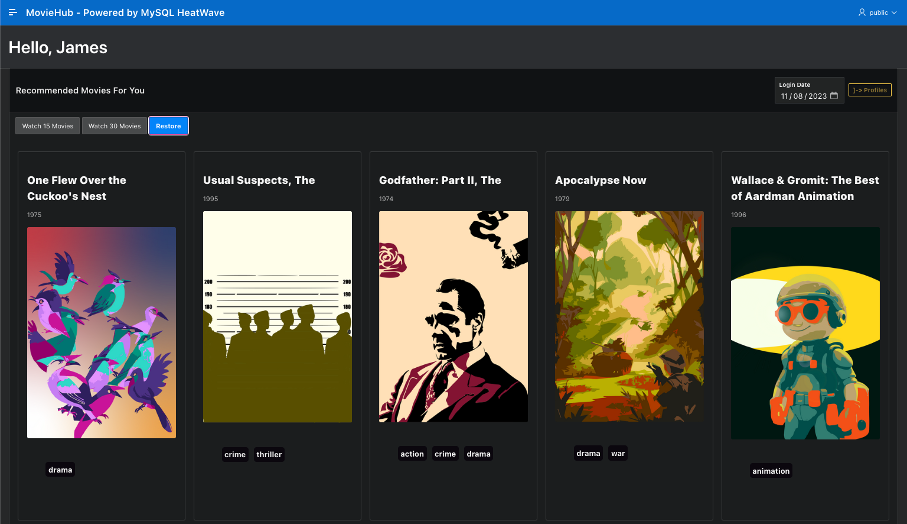 MovieHub - Powered by MySQL HeatWave
public
Hello, James
Recommended Movies For You
Login Date
11/08/2023
Profiles
Watch 15 Movies
Watch 30 Movies
Restore
One Flew Over the
Cuckoo's Nest
1975
drama
Usual Suspects, The
1995
200 200
190 190
183 180
crime thriller
Godfather: Part II, The
1974
action crime drama
Apocalypse Now
1979
drama war
Wallace & Gromit: The Best
of Aardman Animation
1996
animation